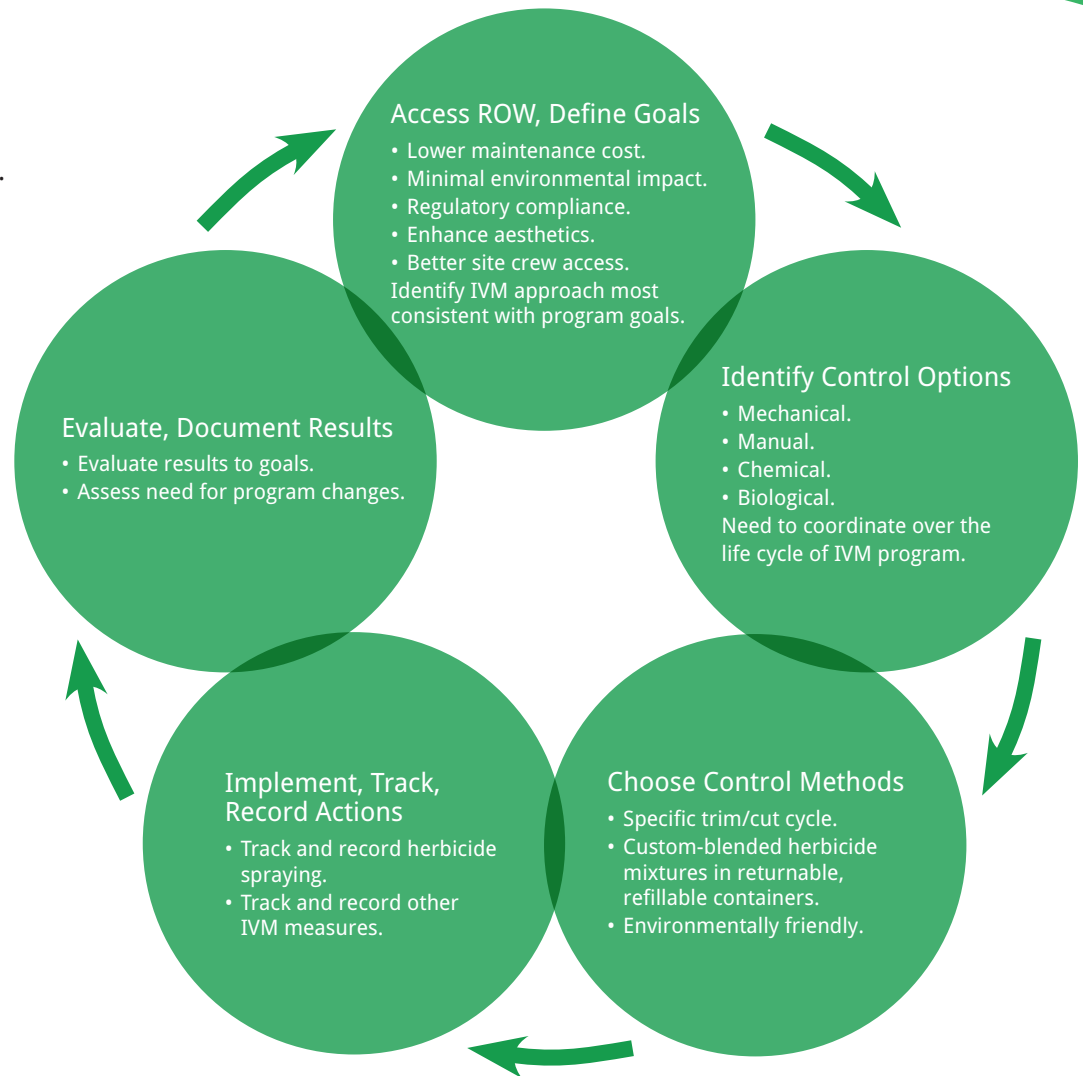 Access ROW, Define Goals
• Lower maintenance cost.
• Minimal environmental impact.
• Regulatory compliance.
• Enhance aesthetics.
• Better site crew access.
Identify IVM approach most
consistent with program goals.
Identify Control Options
• Mechanical.
• Manual.
• Chemical.
• Biological.
Need to coordinate over the
life cycle of IVM program.
Choose Control Methods
• Specific trim/cut cycle.
• Custom-blended herbicide
mixtures in returnable,
refillable containers.
• Environmentally friendly.
Implement, Track,
Record Actions
• Track and record herbicide
spraying.
• Track and record other
IVM measures.
Evaluate, Document Results
• Evaluate results to goals.
• Assess need for program changes.
.